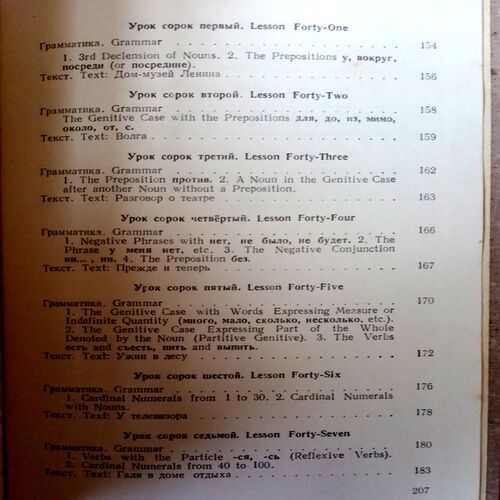 Урок сорок первый. Lesson Forty-One
Грамматика. Grammar . . . . . . . . . . . . . . . 154
1. 3rd Declension of Nouns. 2. The Prepositions у, вокруг,
посреди (or посредине).
Текст. Text: Дом-музей Ленина . . . . . . . . . . 156
Урок сорок второй. Lesson Forty-Two
Грамматика. Grammar . . . . . . . . . . . . . . . 158
The Genitive Case with the Prepositions для, до, из, мимо,
около, от, с.
Текст. Text: Волга . . . . . . . . . . . . . . . 159
Урок сорок третий. Lesson Forty-Three
Грамматика. Grammar . . . . . . . . . . . . . . . 162
1. The Preposition против. 2. A Noun in the Genitive Case
after another Noun without a Preposition.
Текст. Text: Разговор о театре . . . . . . . . . . 163
Урок сорок четвёртый. Lesson Forty-Four
Грамматика. Grammar . . . . . . . . . . . . . . . 166
1. Negative Phrases with нет, не было, не будет. 2. The
Phrase у меня нет, etc. 3. The Negative Conjunction
ни... , ни. 4. The Preposition без.
Текст. Text: Прежде и теперь . . . . . . . . . . . 167
Урок сорок пятый. Lesson Forty-Five
Грамматика. Grammar . . . . . . . . . . . . . . . 170
1. The Genitive Case with Words Expressing Measure or
Indefinite Quantity (много, мало, сколько, несколько, etc.).
2. The Genitive Case Expressing Part of the Whole
Denoted by the Noun (Partitive Genitive). 3. The Verbs
есть and съесть, пить and выпить.
Текст. Text: Ужин в лесу . . . . . . . . . . . . . 172
Урок сорок шестой. Lesson Forty-Six
Грамматика. Grammar . . . . . . . . . . . . . . . 176
1. Cardinal Numerals from 1 to 30. 2. Cardinal Numerals
with Nouns.
Текст. Text: У телевизора . . . . . . . . . . . . 178
Урок сорок седьмой. Lesson Forty-Seven
Грамматика. Grammar . . . . . . . . . . . . . . . 180
1. Verbs with the Particle -ся, -сь (Reflexive Verbs).
2. Cardinal Numerals from 40 to 100.
Текст. Text: Галя в доме отдыха . . . . . . . . . 183
207